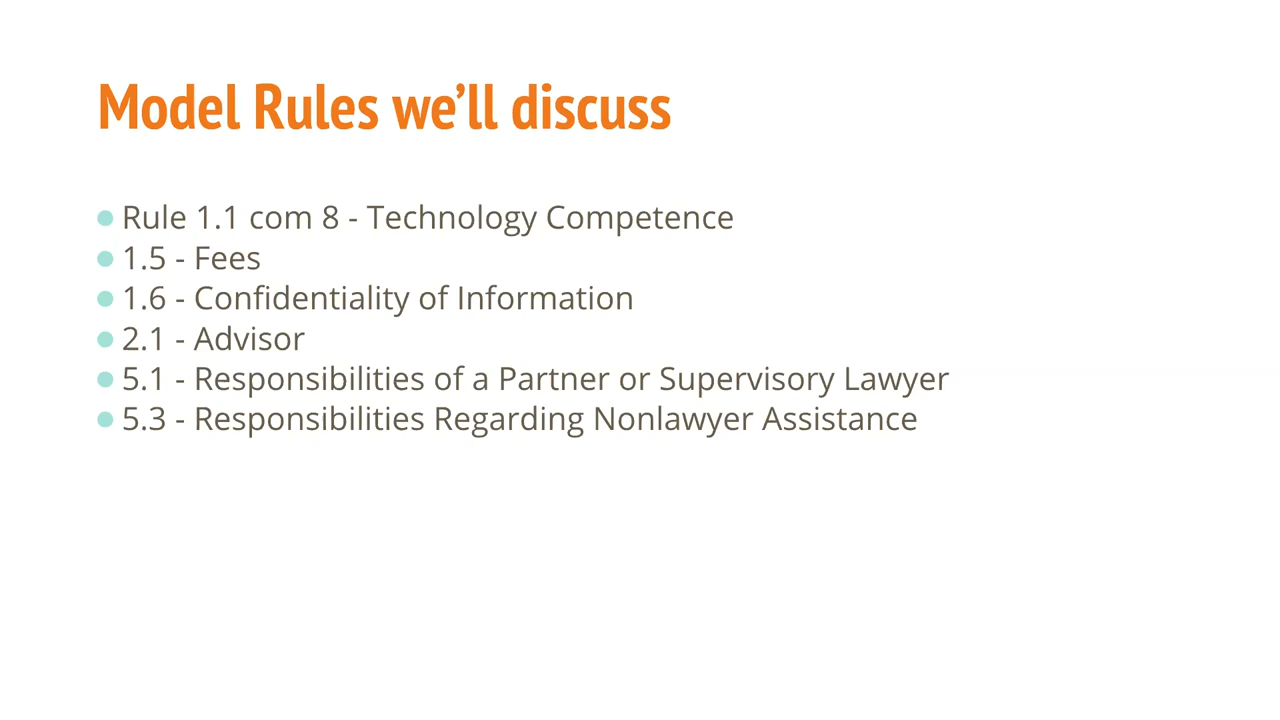 Model Rules we’ll discuss
Rule 1.1 com 8 - Technology Competence
1.5 - Fees
1.6 - Confidentiality of Information
2.1 - Advisor
5.1 - Responsibilities of a Partner or Supervisory Lawyer
5.3 - Responsibilities Regarding Nonlawyer Assistance